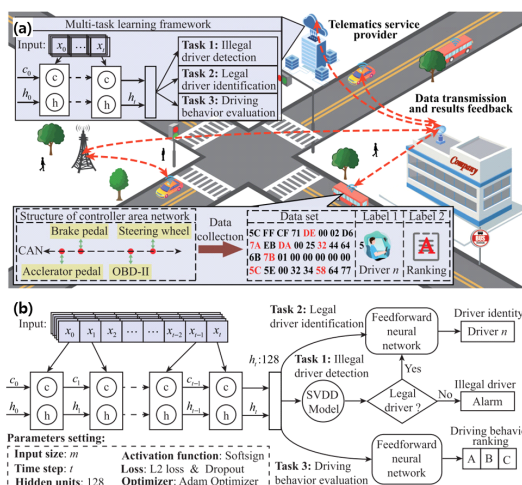 (a)
Multi-task learning framework
Input:
x0 ... xt
c0 c c
h0 h h ht
Task 1: Illegal
driver detection
Task 2: Legal
driver identification
Task 3: Driving
behavior evaluation
Telematics service
provider
Data transmission
and results feedback
Company
BUS
Structure of controller area network
Brake pedal
Steering wheel
CAN
Acclerator pedal
OBD-II
Data
collection
Data set
5C FF CF 71 DE 00 02 D6
7A EB DA 00 25 32 44 64
6B 7B 01 00 00 00 00 00
5C 5E 00 32 34 58 64 77
Label 1
5
Driver n
Label 2
A
Ranking
(b)
Input:
x0 x1 x2 ... ... xt−2 xt−1 xt
c0 c c1 c c ct−1 c
h0 h h1 h h ht−1 h ht
ht:128
Task 2: Legal
driver identification
Task 1: Illegal
driver detection
SVDD
Model
Legal
driver ?
Yes
No
Feedforward
neural
network
Driver identity
Driver n
Illegal driver
Alarm
Task 3: Driving
behavior evaluation
Feedforward
neural
network
Driving behavior
ranking
A B C
Parameters setting:
Input size: m
Time step: t
Hidden units: 128
Activation function: Softsign
Loss: L2 loss & Dropout
Optimizer: Adam Optimizer